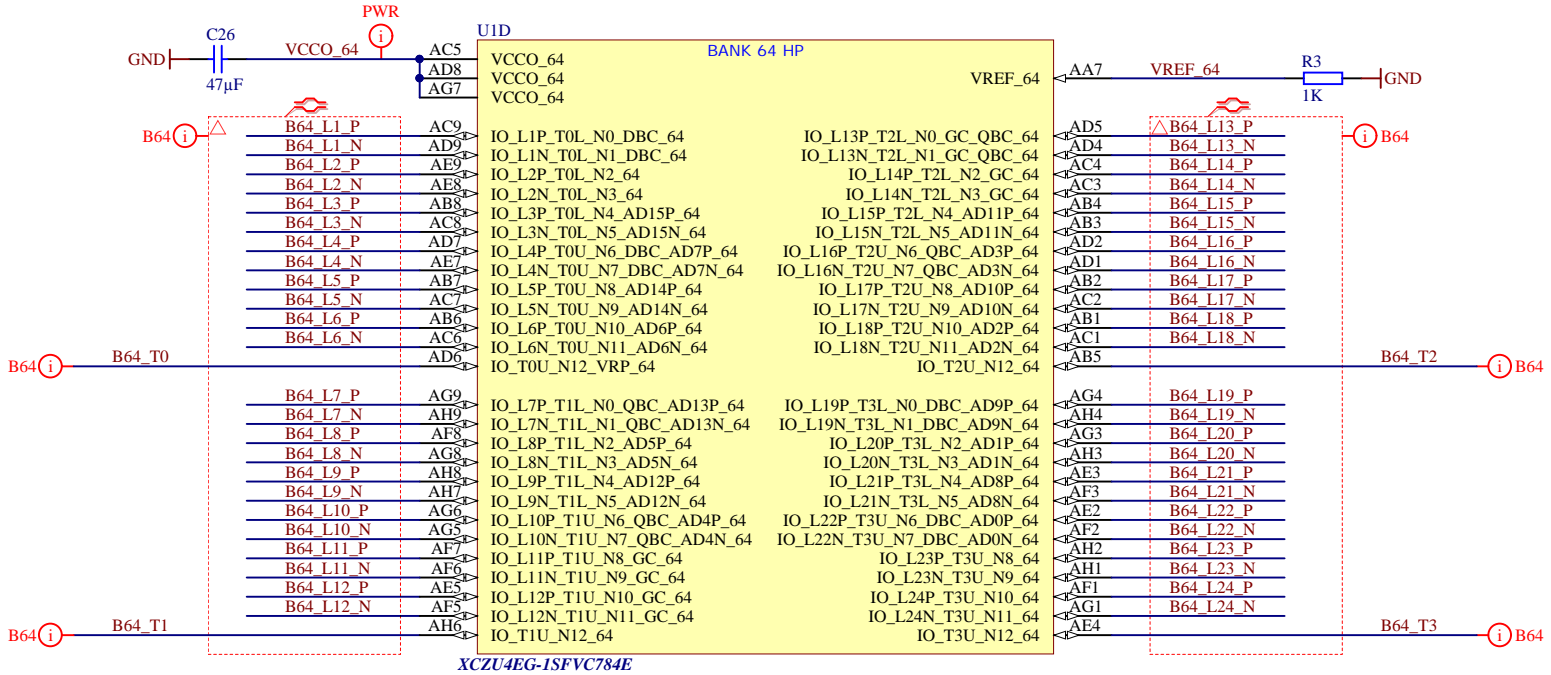 PWR
C26 VCCO_64 AC5 U1D BANK 64 HP
GND 47µF VCCO_64
AD8 VCCO_64 VREF_64 AA7 VREF_64 R3 GND
AG7 VCCO_64 1K
B64 B64_L1_P AC9 IO_L1P_T0L_N0_DBC_64 IO_L13P_T2L_N0_GC_QBC_64 AD5 B64_L13_P B64
B64_L1_N AD9 IO_L1N_T0L_N1_DBC_64 IO_L13N_T2L_N1_GC_QBC_64 AD4 B64_L13_N
B64_L2_P AE9 IO_L2P_T0L_N2_64 IO_L14P_T2L_N2_GC_64 AC4 B64_L14_P
B64_L2_N AE8 IO_L2N_T0L_N3_64 IO_L14N_T2L_N3_GC_64 AC3 B64_L14_N
B64_L3_P AB8 IO_L3P_T0L_N4_AD15P_64 IO_L15P_T2L_N4_AD11P_64 AB4 B64_L15_P
B64_L3_N AC8 IO_L3N_T0L_N5_AD15N_64 IO_L15N_T2L_N5_AD11N_64 AB3 B64_L15_N
B64_L4_P AD7 IO_L4P_T0U_N6_DBC_AD7P_64 IO_L16P_T2U_N6_QBC_AD3P_64 AD2 B64_L16_P
B64_L4_N AE7 IO_L4N_T0U_N7_DBC_AD7N_64 IO_L16N_T2U_N7_QBC_AD3N_64 AD1 B64_L16_N
B64_L5_P AB7 IO_L5P_T0U_N8_AD14P_64 IO_L17P_T2U_N8_AD10P_64 AB2 B64_L17_P
B64_L5_N AC7 IO_L5N_T0U_N9_AD14N_64 IO_L17N_T2U_N9_AD10N_64 AC2 B64_L17_N
B64_L6_P AB6 IO_L6P_T0U_N10_AD6P_64 IO_L18P_T2U_N10_AD2P_64 AB1 B64_L18_P
B64_L6_N AC6 IO_L6N_T0U_N11_AD6N_64 IO_L18N_T2U_N11_AD2N_64 AC1 B64_L18_N
B64 i B64_T0 AD6 IO_T0U_N12_VRP_64 IO_T2U_N12_64 AB5 B64_T2 i B64
B64_L7_P AG9 IO_L7P_T1L_N0_QBC_AD13P_64 IO_L19P_T3L_N0_DBC_AD9P_64 AG4 B64_L19_P
B64_L7_N AH9 IO_L7N_T1L_N1_QBC_AD13N_64 IO_L19N_T3L_N1_DBC_AD9N_64 AH4 B64_L19_N
B64_L8_P AF8 IO_L8P_T1L_N2_AD5P_64 IO_L20P_T3L_N2_AD1P_64 AG3 B64_L20_P
B64_L8_N AG8 IO_L8N_T1L_N3_AD5N_64 IO_L20N_T3L_N3_AD1N_64 AH3 B64_L20_N
B64_L9_P AH8 IO_L9P_T1L_N4_AD12P_64 IO_L21P_T3L_N4_AD8P_64 AE3 B64_L21_P
B64_L9_N AH7 IO_L9N_T1L_N5_AD12N_64 IO_L21N_T3L_N5_AD8N_64 AF3 B64_L21_N
B64_L10_P AG6 IO_L10P_T1U_N6_QBC_AD4P_64 IO_L22P_T3U_N6_DBC_AD0P_64 AE2 B64_L22_P
B64_L10_N AG5 IO_L10N_T1U_N7_QBC_AD4N_64 IO_L22N_T3U_N7_DBC_AD0N_64 AF2 B64_L22_N
B64_L11_P AF7 IO_L11P_T1U_N8_GC_64 IO_L23P_T3U_N8_64 AH2 B64_L23_P
B64_L11_N AF6 IO_L11N_T1U_N9_GC_64 IO_L23N_T3U_N9_64 AH1 B64_L23_N
B64_L12_P AE5 IO_L12P_T1U_N10_GC_64 IO_L24P_T3U_N10_64 AF1 B64_L24_P
B64_L12_N AF5 IO_L12N_T1U_N11_GC_64 IO_L24N_T3U_N11_64 AG1 B64_L24_N
B64 i B64_T1 AH6 IO_T1U_N12_64 IO_T3U_N12_64 AE4 B64_T3 i B64
XCZU4EG-1SFVC784E